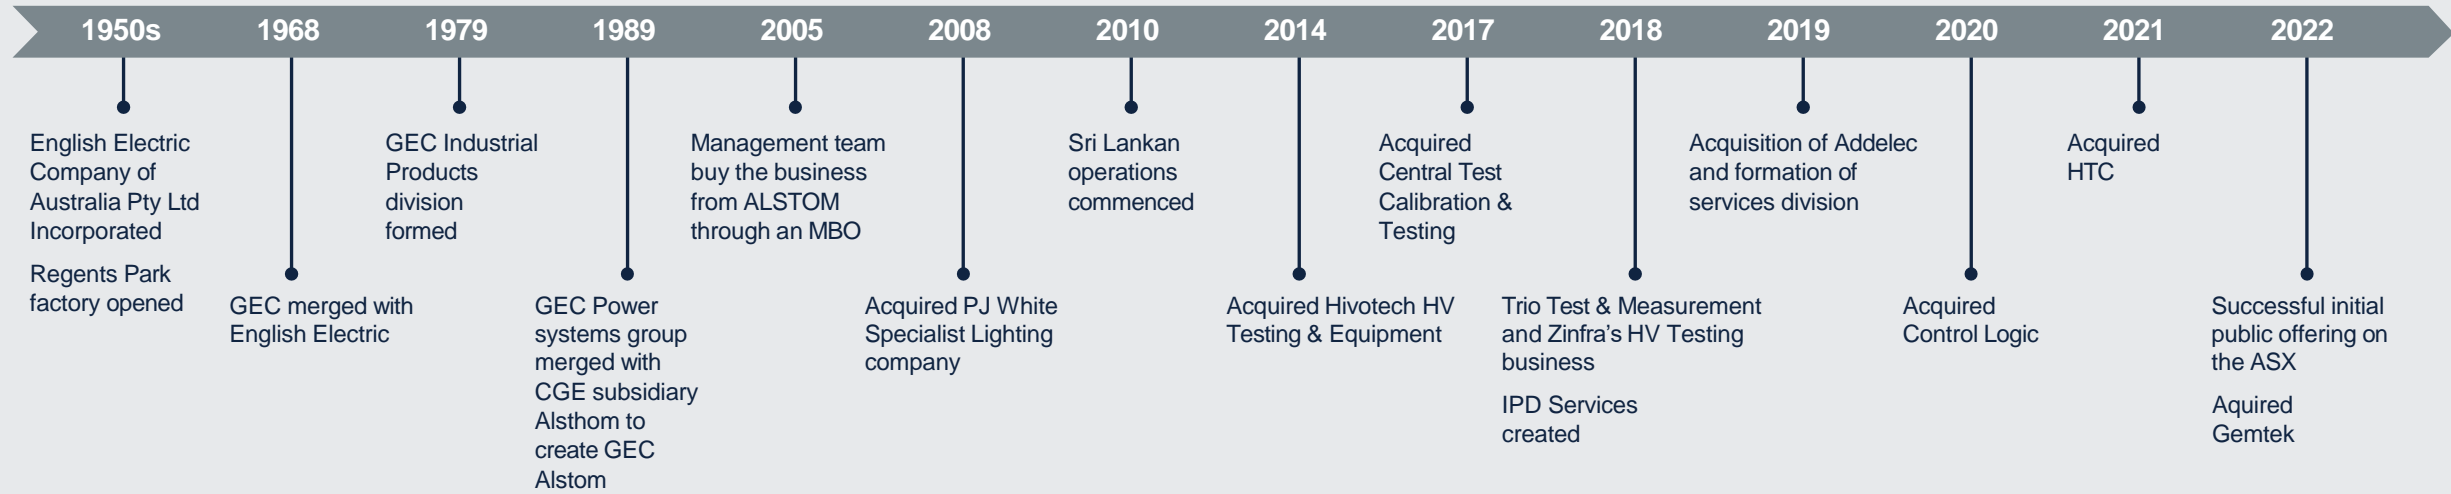 1950s
1968
1979
1989
2005
2008
2010
2014
2017
2018
2019
2020
2021
2022
English Electric
Company of
Australia Pty Ltd
Incorporated
Regents Park
factory opened
GEC merged with
English Electric
GEC Industrial
Products
division
formed
GEC Power
systems group
merged with
CGE subsidiary
Alsthom to
create GEC
Alstom
Management team
buy the business
from ALSTOM
through an MBO
Acquired PJ White
Specialist Lighting
company
Sri Lankan
operations
commenced
Acquired Hivotech HV
Testing & Equipment
Acquired
Central Test
Calibration &
Testing
Trio Test & Measurement
and Zinfra's HV Testing
business
IPD Services
created
Acquisition of Addelec
and formation of
services division
Acquired
Control Logic
Acquired
HTC
Successful initial
public offering on
the ASX
Aquired
Gemtek